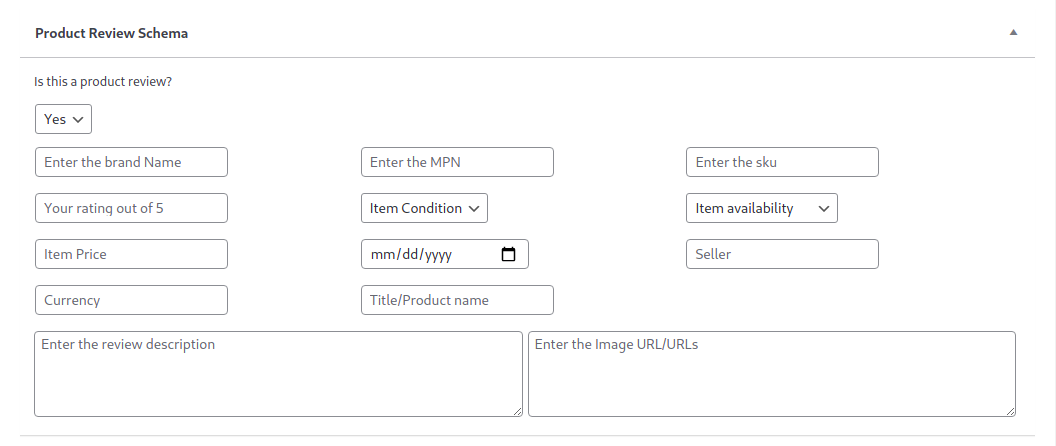 Product Review Schema
Is this a product review?
Yes
Enter the brand Name
Enter the MPN
Enter the sku
Your rating out of 5
Item Condition
Item availability
Item Price
mm/dd/yyyy
Seller
Currency
Title/Product name
Enter the review description
Enter the Image URL/URLs